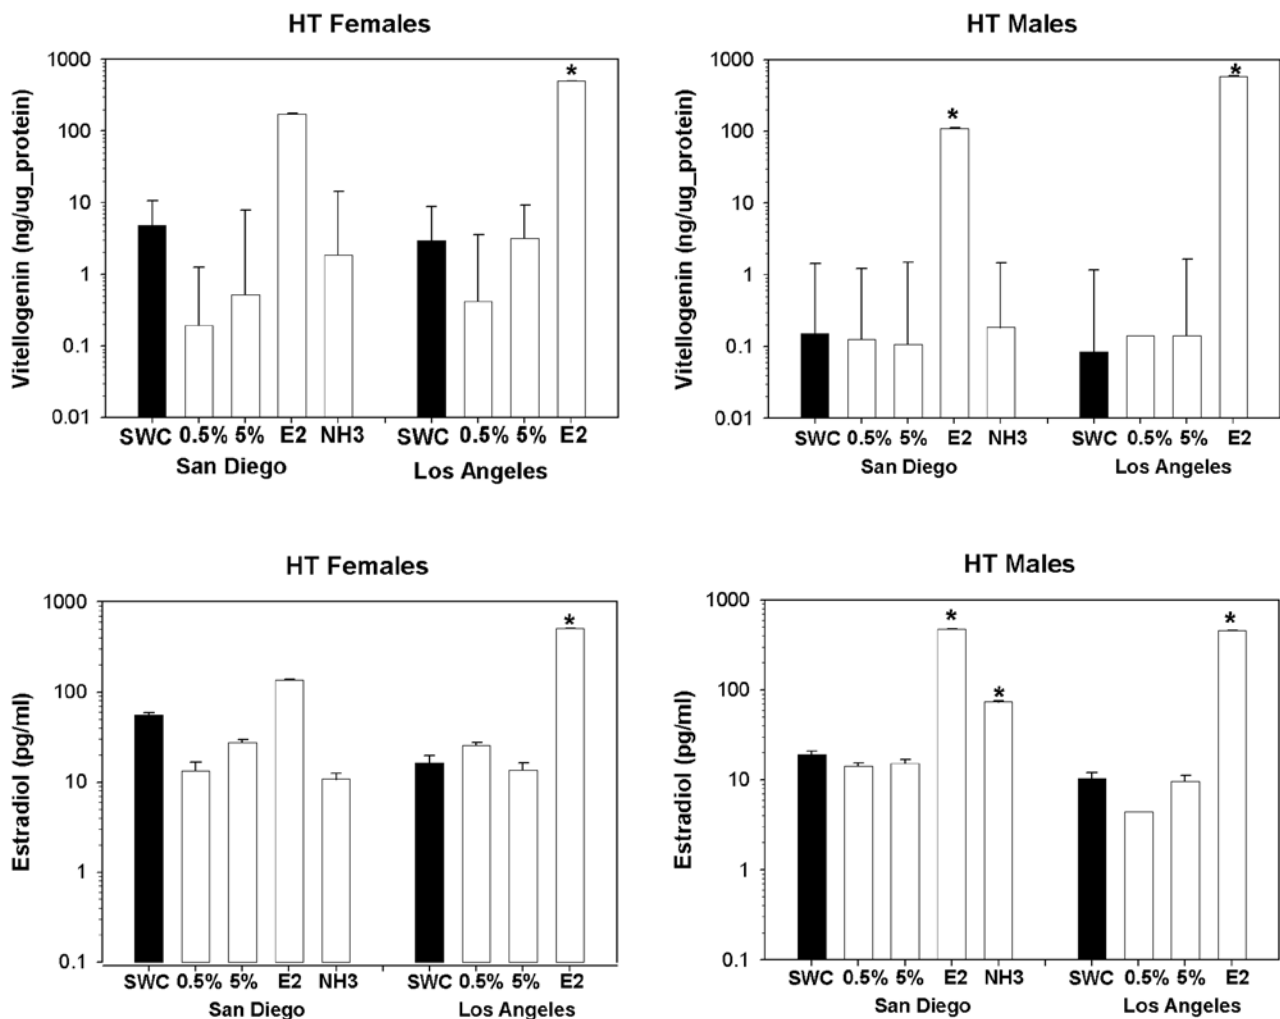 HT Females
Vitellogenin (ng/ug_protein)
1000
100
10
1
0.1
0.01
*
SWC 0.5% 5% E2 NH3 SWC 0.5% 5% E2
San Diego Los Angeles
HT Males
Vitellogenin (ng/ug_protein)
1000
100
10
1
0.1
0.01
* *
SWC 0.5% 5% E2 NH3 SWC 0.5% 5% E2
San Diego Los Angeles
HT Females
Estradiol (pg/ml)
1000
100
10
1
0.1
*
SWC 0.5% 5% E2 NH3 SWC 0.5% 5% E2
San Diego Los Angeles
HT Males
Estradiol (pg/ml)
1000
100
10
1
0.1
* * *
SWC 0.5% 5% E2 NH3 SWC 0.5% 5% E2
San Diego Los Angeles